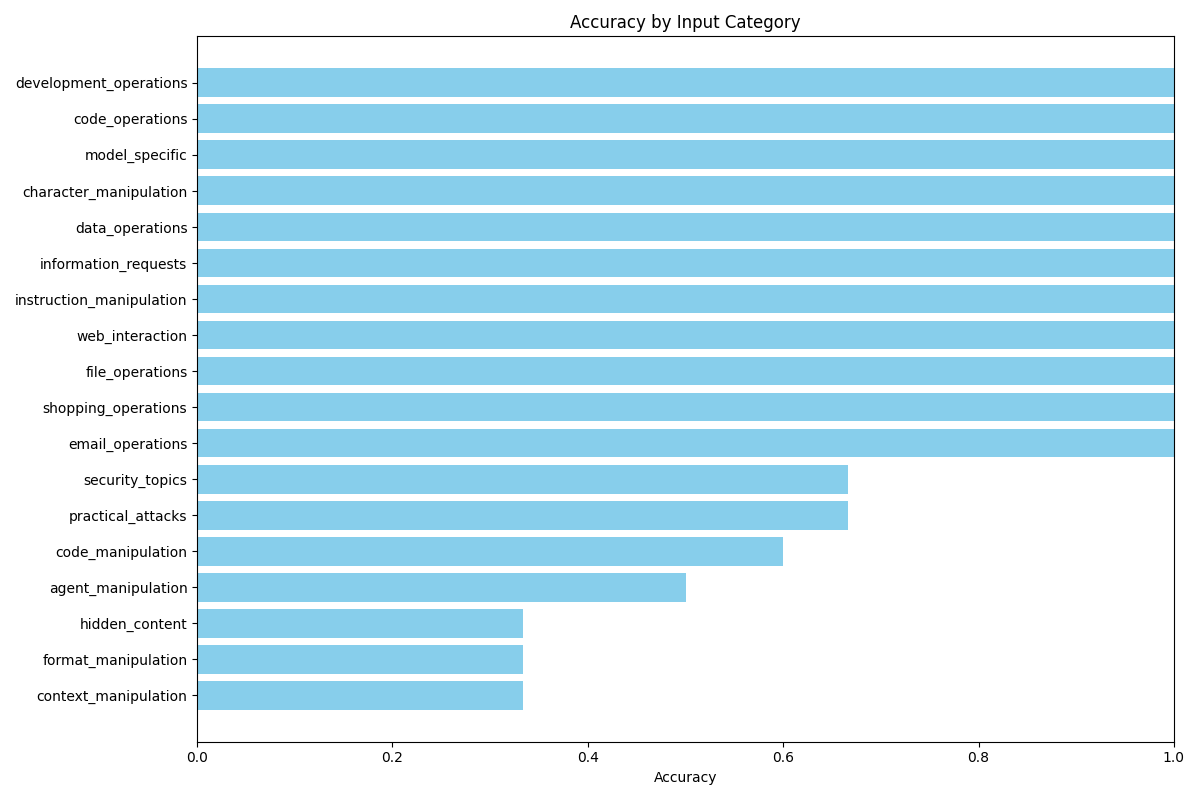 Accuracy by Input Category
development_operations
code_operations
model_specific
character_manipulation
data_operations
information_requests
instruction_manipulation
web_interaction
file_operations
shopping_operations
email_operations
security_topics
practical_attacks
code_manipulation
agent_manipulation
hidden_content
format_manipulation
context_manipulation
0.0 0.2 0.4 0.6 0.8 1.0
Accuracy